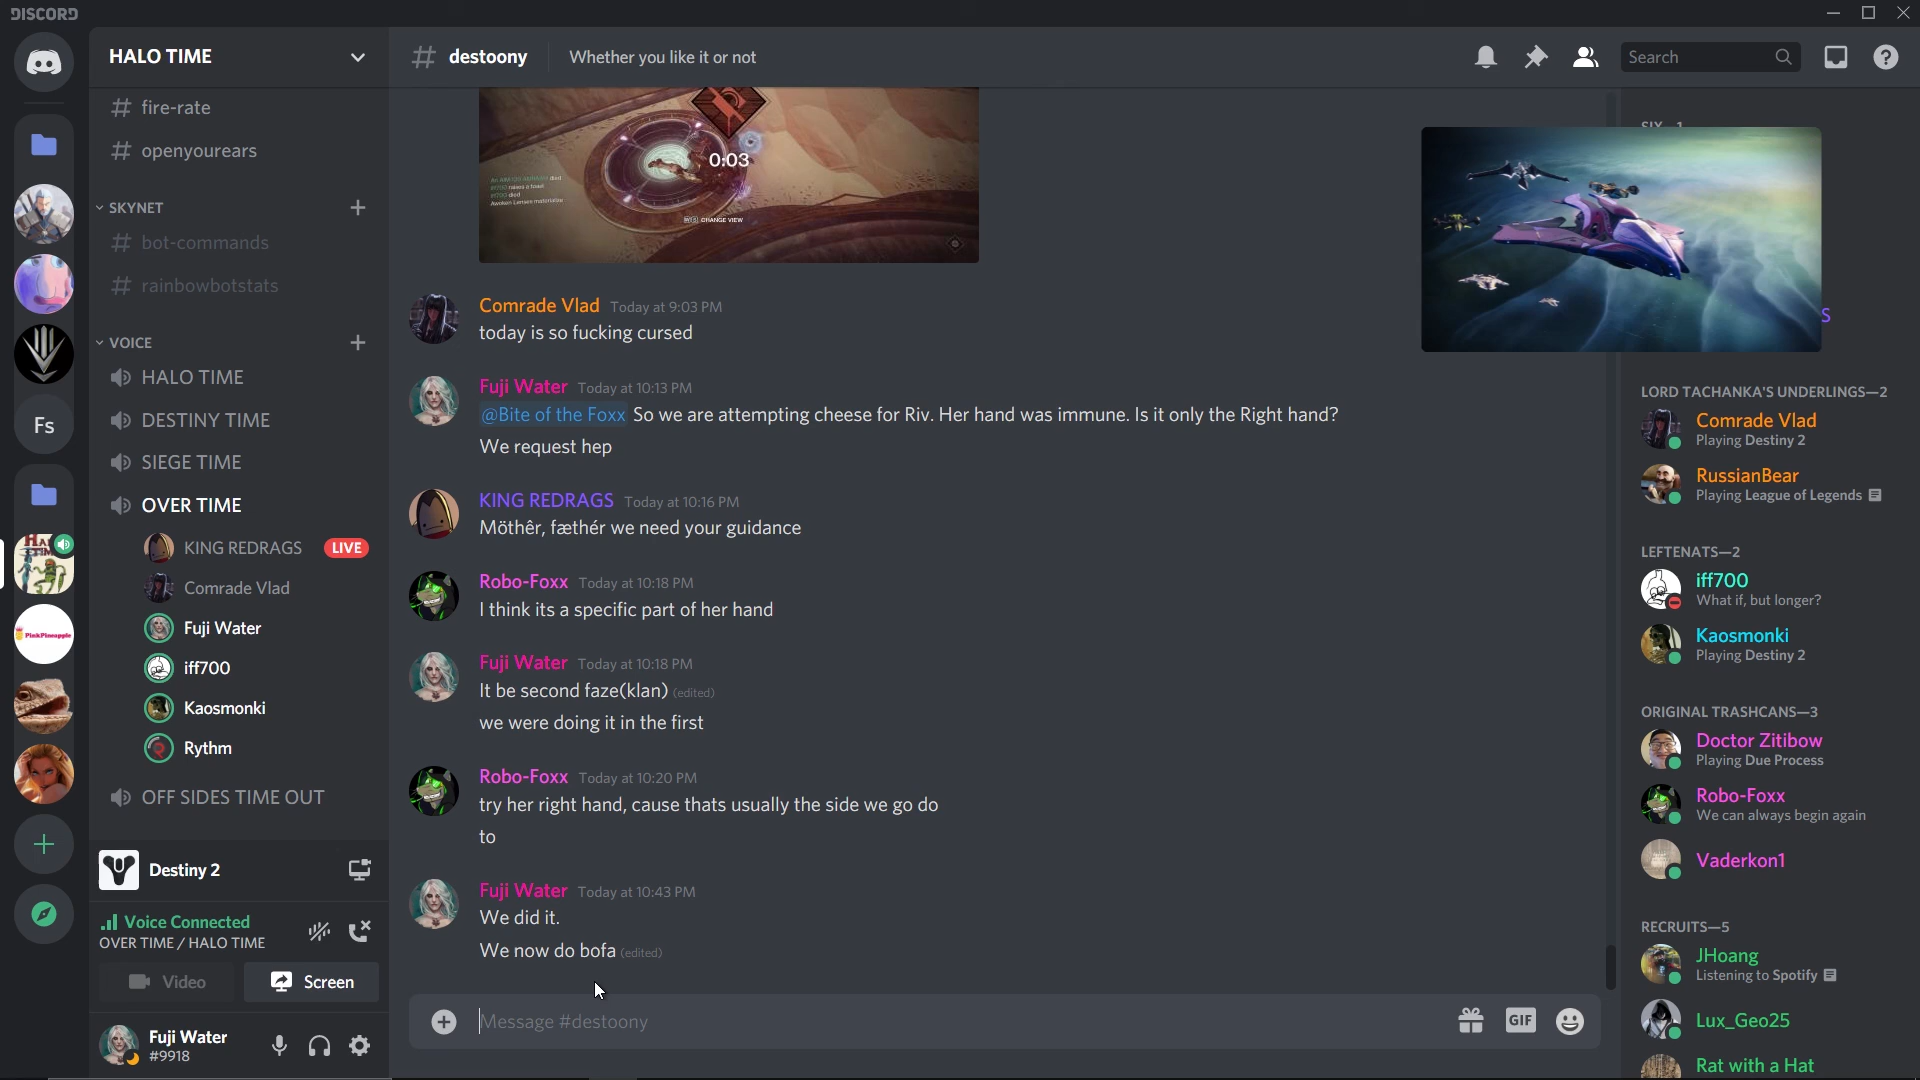 DISCORD
HALO TIME
# destoony
Whether you like it or not
Search
# fire-rate
# openyourears
SKYNET
# bot-commands
# rainbowbotstats
VOICE
HALO TIME
DESTINY TIME
SIEGE TIME
OVER TIME
KING REDRAGS LIVE
Comrade Vlad
Fuji Water
iff700
Kaosmonki
Rythm
OFF SIDES TIME OUT
Destiny 2
Voice Connected
OVER TIME / HALO TIME
Video
Screen
Fuji Water
#9918
Fs
PinkPineapple
0:03
CHANGE VIEW
Comrade Vlad Today at 9:03 PM
today is so fucking cursed
Fuji Water Today at 10:13 PM
@Bite of the Foxx So we are attempting cheese for Riv. Her hand was immune. Is it only the Right hand?
We request hep
KING REDRAGS Today at 10:16 PM
Möthêr, fæthér we need your guidance
Robo-Foxx Today at 10:18 PM
I think its a specific part of her hand
Fuji Water Today at 10:18 PM
It be second faze(klan) (edited)
we were doing it in the first
Robo-Foxx Today at 10:20 PM
try her right hand, cause thats usually the side we go do
to
Fuji Water Today at 10:43 PM
We did it.
We now do bofa (edited)
Message #destoony
GIF
SIX—1
S
LORD TACHANKA'S UNDERLINGS—2
Comrade Vlad
Playing Destiny 2
RussianBear
Playing League of Legends
LEFTENATS—2
iff700
What if, but longer?
Kaosmonki
Playing Destiny 2
ORIGINAL TRASHCANS—3
Doctor Zitibow
Playing Due Process
Robo-Foxx
We can always begin again
Vaderkon1
RECRUITS—5
JHoang
Listening to Spotify
Lux_Geo25
Rat with a Hat